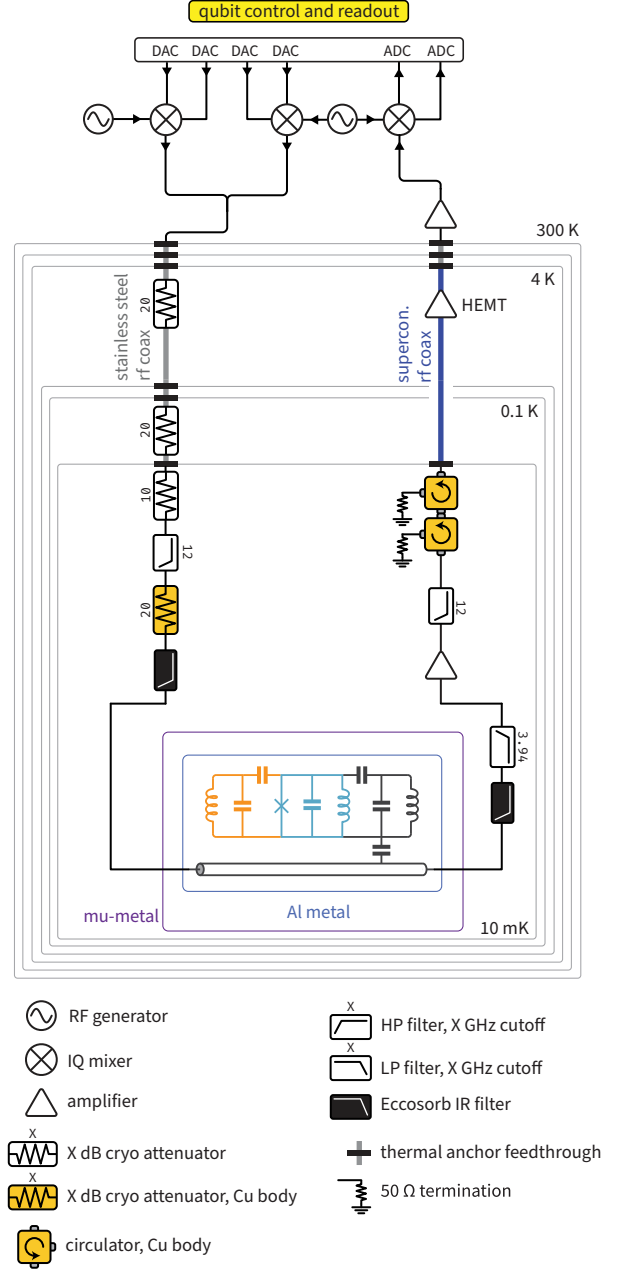 qubit control and readout
DAC DAC DAC DAC ADC ADC
300 K
4 K
stainless steel
rf coax
20
supercon.
rf coax
HEMT
0.1 K
20
10
12
20
12
3.94
mu-metal
Al metal
10 mK
RF generator
IQ mixer
amplifier
X
X dB cryo attenuator
X
X dB cryo attenuator, Cu body
circulator, Cu body
X
HP filter, X GHz cutoff
X
LP filter, X GHz cutoff
Eccosorb IR filter
thermal anchor feedthrough
50 Ω termination